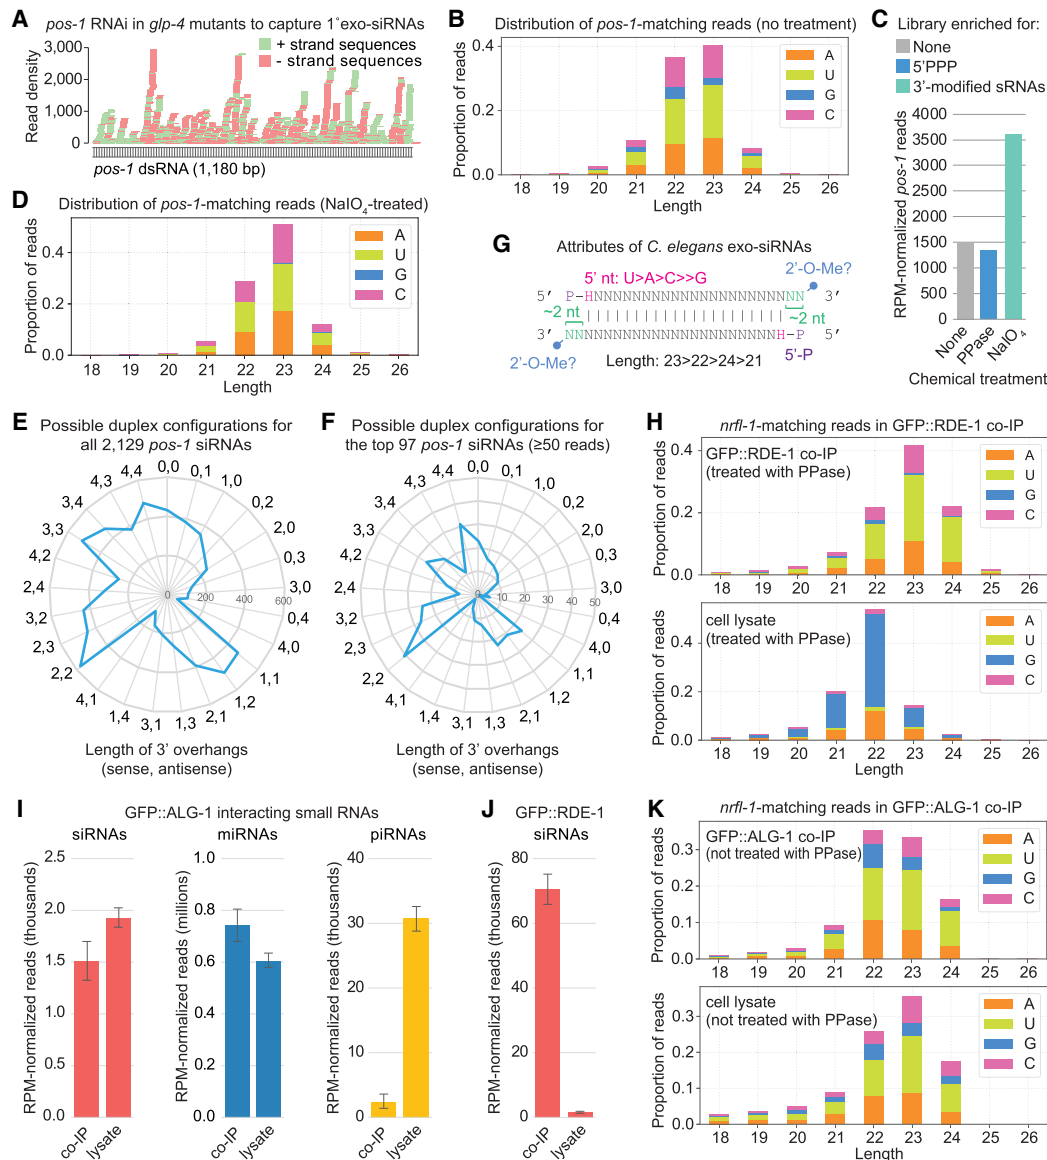 A
pos-1 RNAi in glp-4 mutants to capture 1˚exo-siRNAs
+ strand sequences
- strand sequences
Read density
3,000
2,000
1,000
0
pos-1 dsRNA (1,180 bp)
B
Distribution of pos-1-matching reads (no treatment)
Proportion of reads
0.4
0.2
0.0
A
U
G
C
18 19 20 21 22 23 24 25 26
Length
C
Library enriched for:
None
5'PPP
3'-modified sRNAs
RPM-normalized pos-1 reads
4000
3500
3000
2500
2000
1500
1000
500
0
None
PPase
NaIO4
Chemical treatment
D
Distribution of pos-1-matching reads (NaIO4-treated)
Proportion of reads
0.4
0.2
0.0
A
U
G
C
18 19 20 21 22 23 24 25 26
Length
G
Attributes of C. elegans exo-siRNAs
2'-O-Me?
5' nt: U>A>C>>G
5' P-HNNNNNNNNNNNNNNNNNNNNNN 3'
~2 nt
~2 nt
3' NNNNNNNNNNNNNNNNNNNNNNH-P 5'
2'-O-Me?
Length: 23>22>24>21
5'-P
E
Possible duplex configurations for
all 2,129 pos-1 siRNAs
0,0
0,1
1,0
0,2
2,0
0,3
3,0
0,4
4,0
1,1
1,2
2,1
1,3
3,1
1,4
4,1
2,2
2,3
3,2
2,4
4,2
3,3
3,4
4,3
4,4
0 200 400 600
Length of 3' overhangs
(sense, antisense)
F
Possible duplex configurations for
the top 97 pos-1 siRNAs (≥50 reads)
0,0
0,1
1,0
0,2
2,0
0,3
3,0
0,4
4,0
1,1
1,2
2,1
1,3
3,1
1,4
4,1
2,2
2,3
3,2
2,4
4,2
3,3
3,4
4,3
4,4
0 10 20 30 40 50
Length of 3' overhangs
(sense, antisense)
H
nrfl-1-matching reads in GFP::RDE-1 co-IP
GFP::RDE-1 co-IP
(treated with PPase)
Proportion of reads
0.4
0.2
0.0
A
U
G
C
18 19 20 21 22 23 24 25 26
cell lysate
(treated with PPase)
Proportion of reads
0.4
0.2
0.0
A
U
G
C
18 19 20 21 22 23 24 25 26
Length
I
GFP::ALG-1 interacting small RNAs
siRNAs
RPM-normalized reads (thousands)
2.5
2.0
1.5
1.0
0.5
0.0
co-IP
lysate
miRNAs
RPM-normalized reads (millions)
1.0
0.8
0.6
0.4
0.2
0.0
co-IP
lysate
piRNAs
RPM-normalized reads (thousands)
40
30
20
10
0
co-IP
lysate
J
GFP::RDE-1
siRNAs
RPM-normalized reads (thousands)
80
60
40
20
0
co-IP
lysate
K
nrfl-1-matching reads in GFP::ALG-1 co-IP
GFP::ALG-1 co-IP
(not treated with PPase)
Proportion of reads
0.3
0.2
0.1
0.0
A
U
G
C
18 19 20 21 22 23 24 25 26
cell lysate
(not treated with PPase)
Proportion of reads
0.3
0.2
0.1
0.0
A
U
G
C
18 19 20 21 22 23 24 25 26
Length